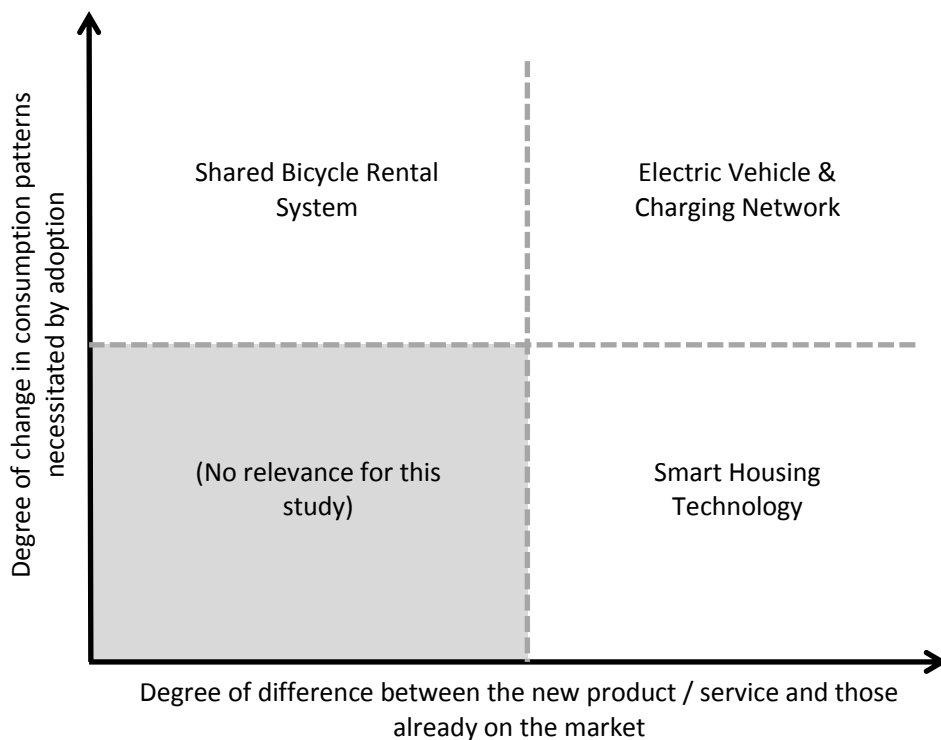 Degree of change in consumption patterns
necessitated by adoption
Shared Bicycle Rental
System
Electric Vehicle &
Charging Network
(No relevance for this
study)
Smart Housing
Technology
Degree of difference between the new product / service and those
already on the market